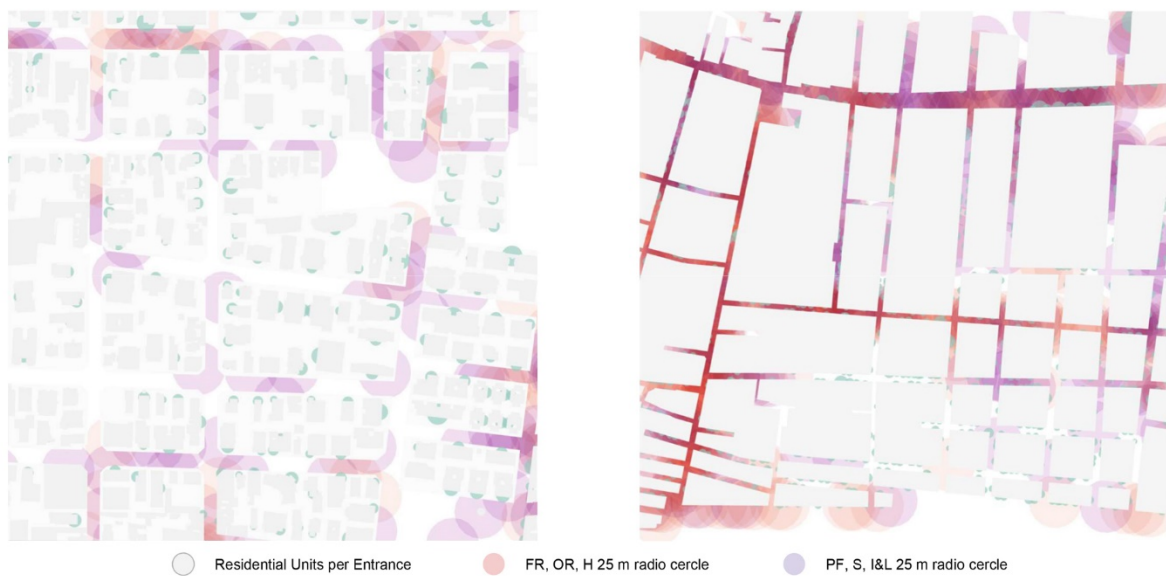 Residential Units per Entrance
FR, OR, H 25 m radio cercle
PF, S, I&L 25 m radio cercle